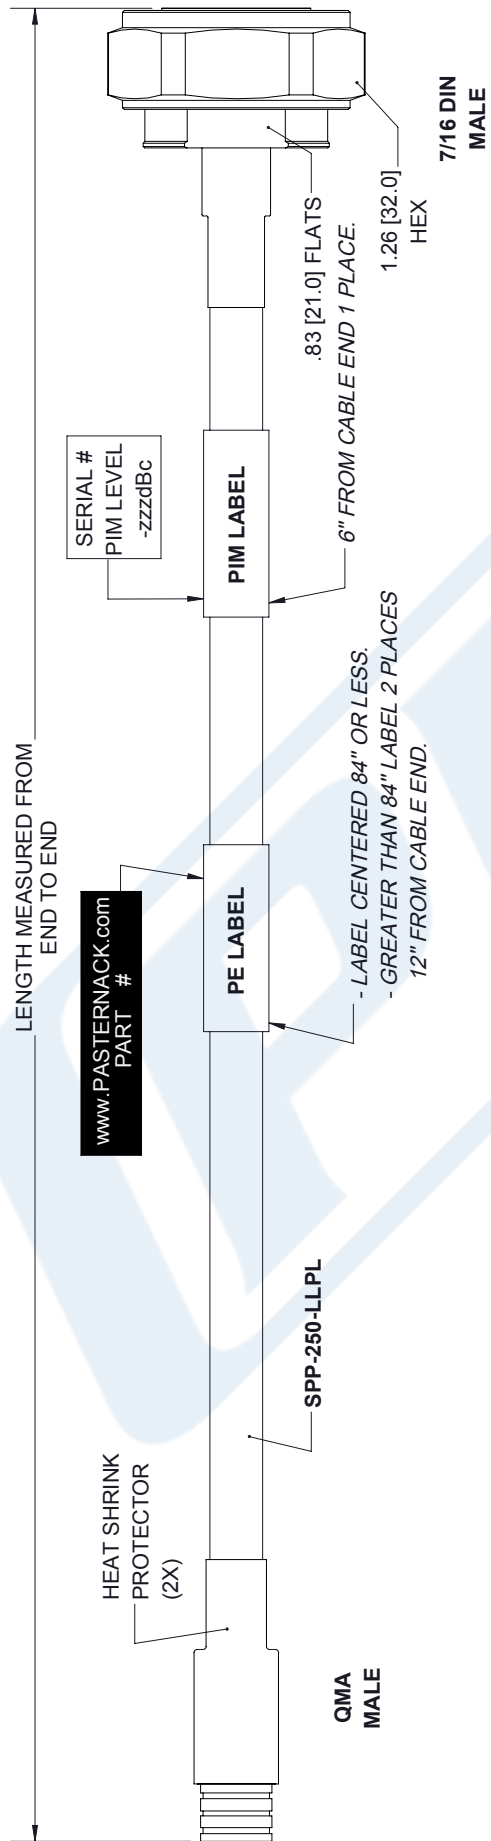 LENGTH MEASURED FROM
END TO END
HEAT SHRINK
PROTECTOR
(2X)
www.PASTERNACK.com
PART #
SERIAL #
PIM LEVEL
-zzzdBc
PE LABEL
PIM LABEL
SPP-250-LLPL
- LABEL CENTERED 84" OR LESS.
- GREATER THAN 84" LABEL 2 PLACES
12" FROM CABLE END.
.83 [21.0] FLATS
6" FROM CABLE END 1 PLACE.
1.26 [32.0]
HEX
QMA
MALE
7/16 DIN
MALE